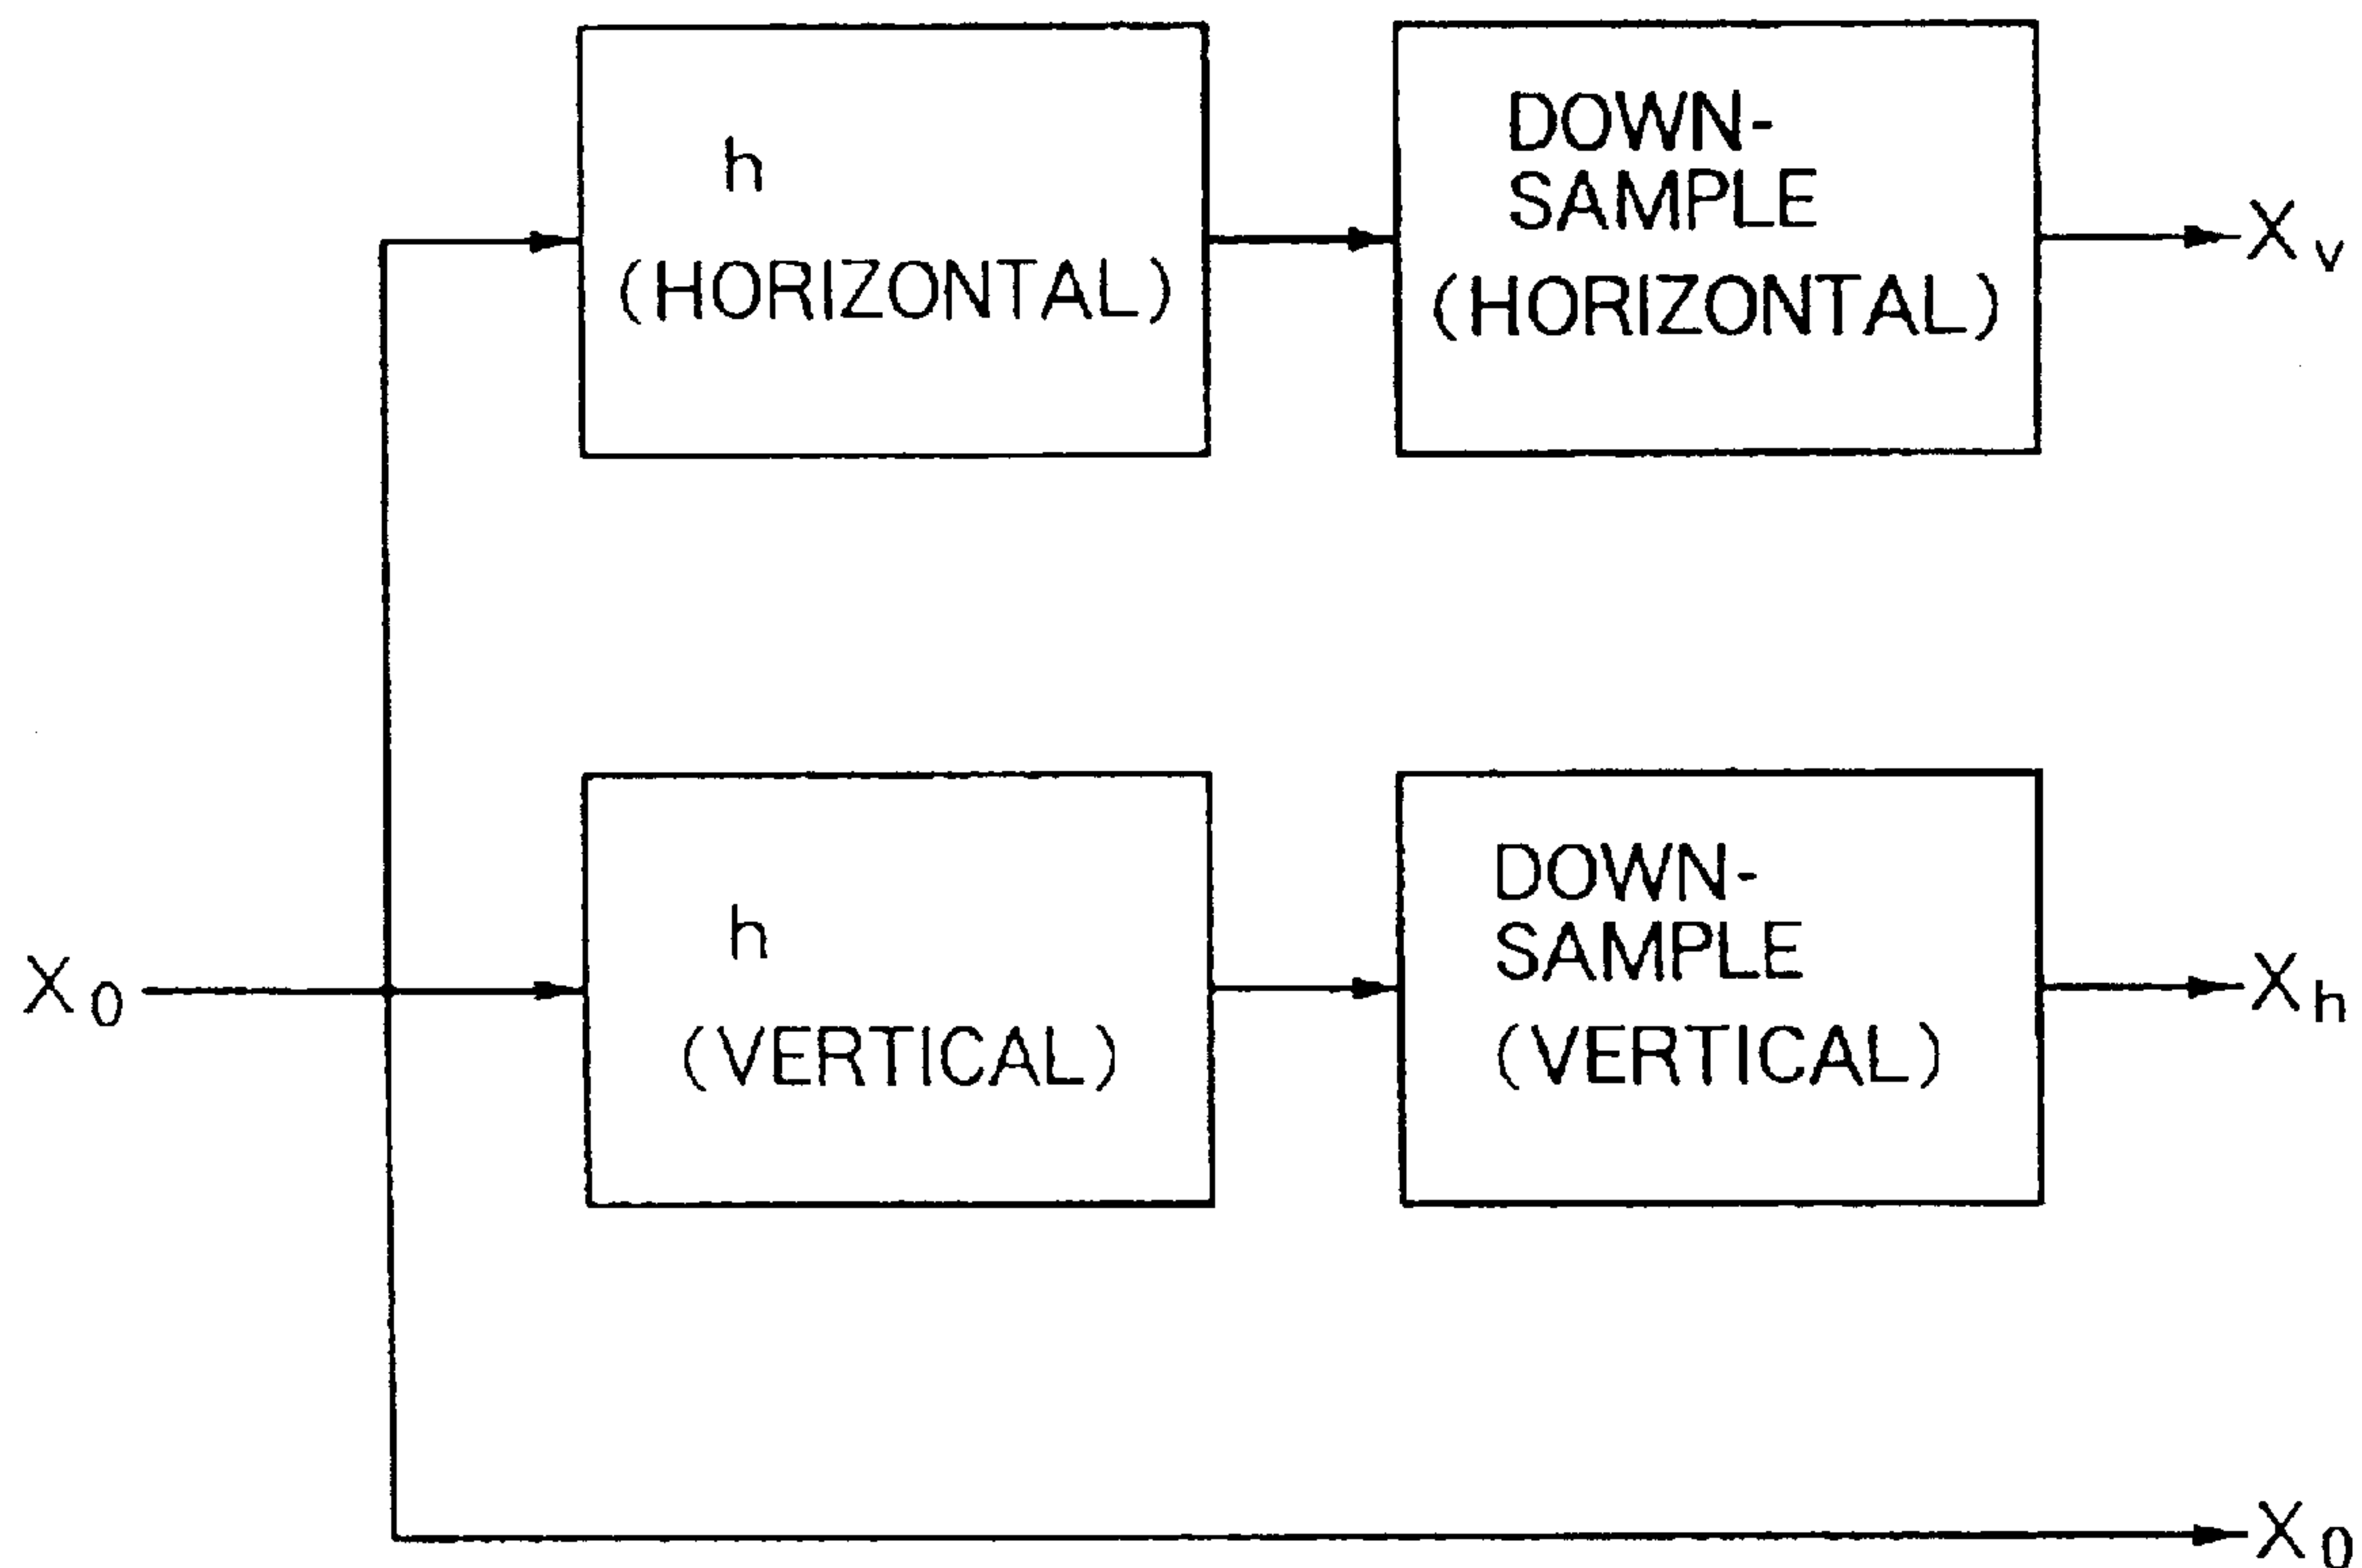 h
(HORIZONTAL)
DOWN-
SAMPLE
(HORIZONTAL)
Xv
X0
h
(VERTICAL)
DOWN-
SAMPLE
(VERTICAL)
Xh
X0